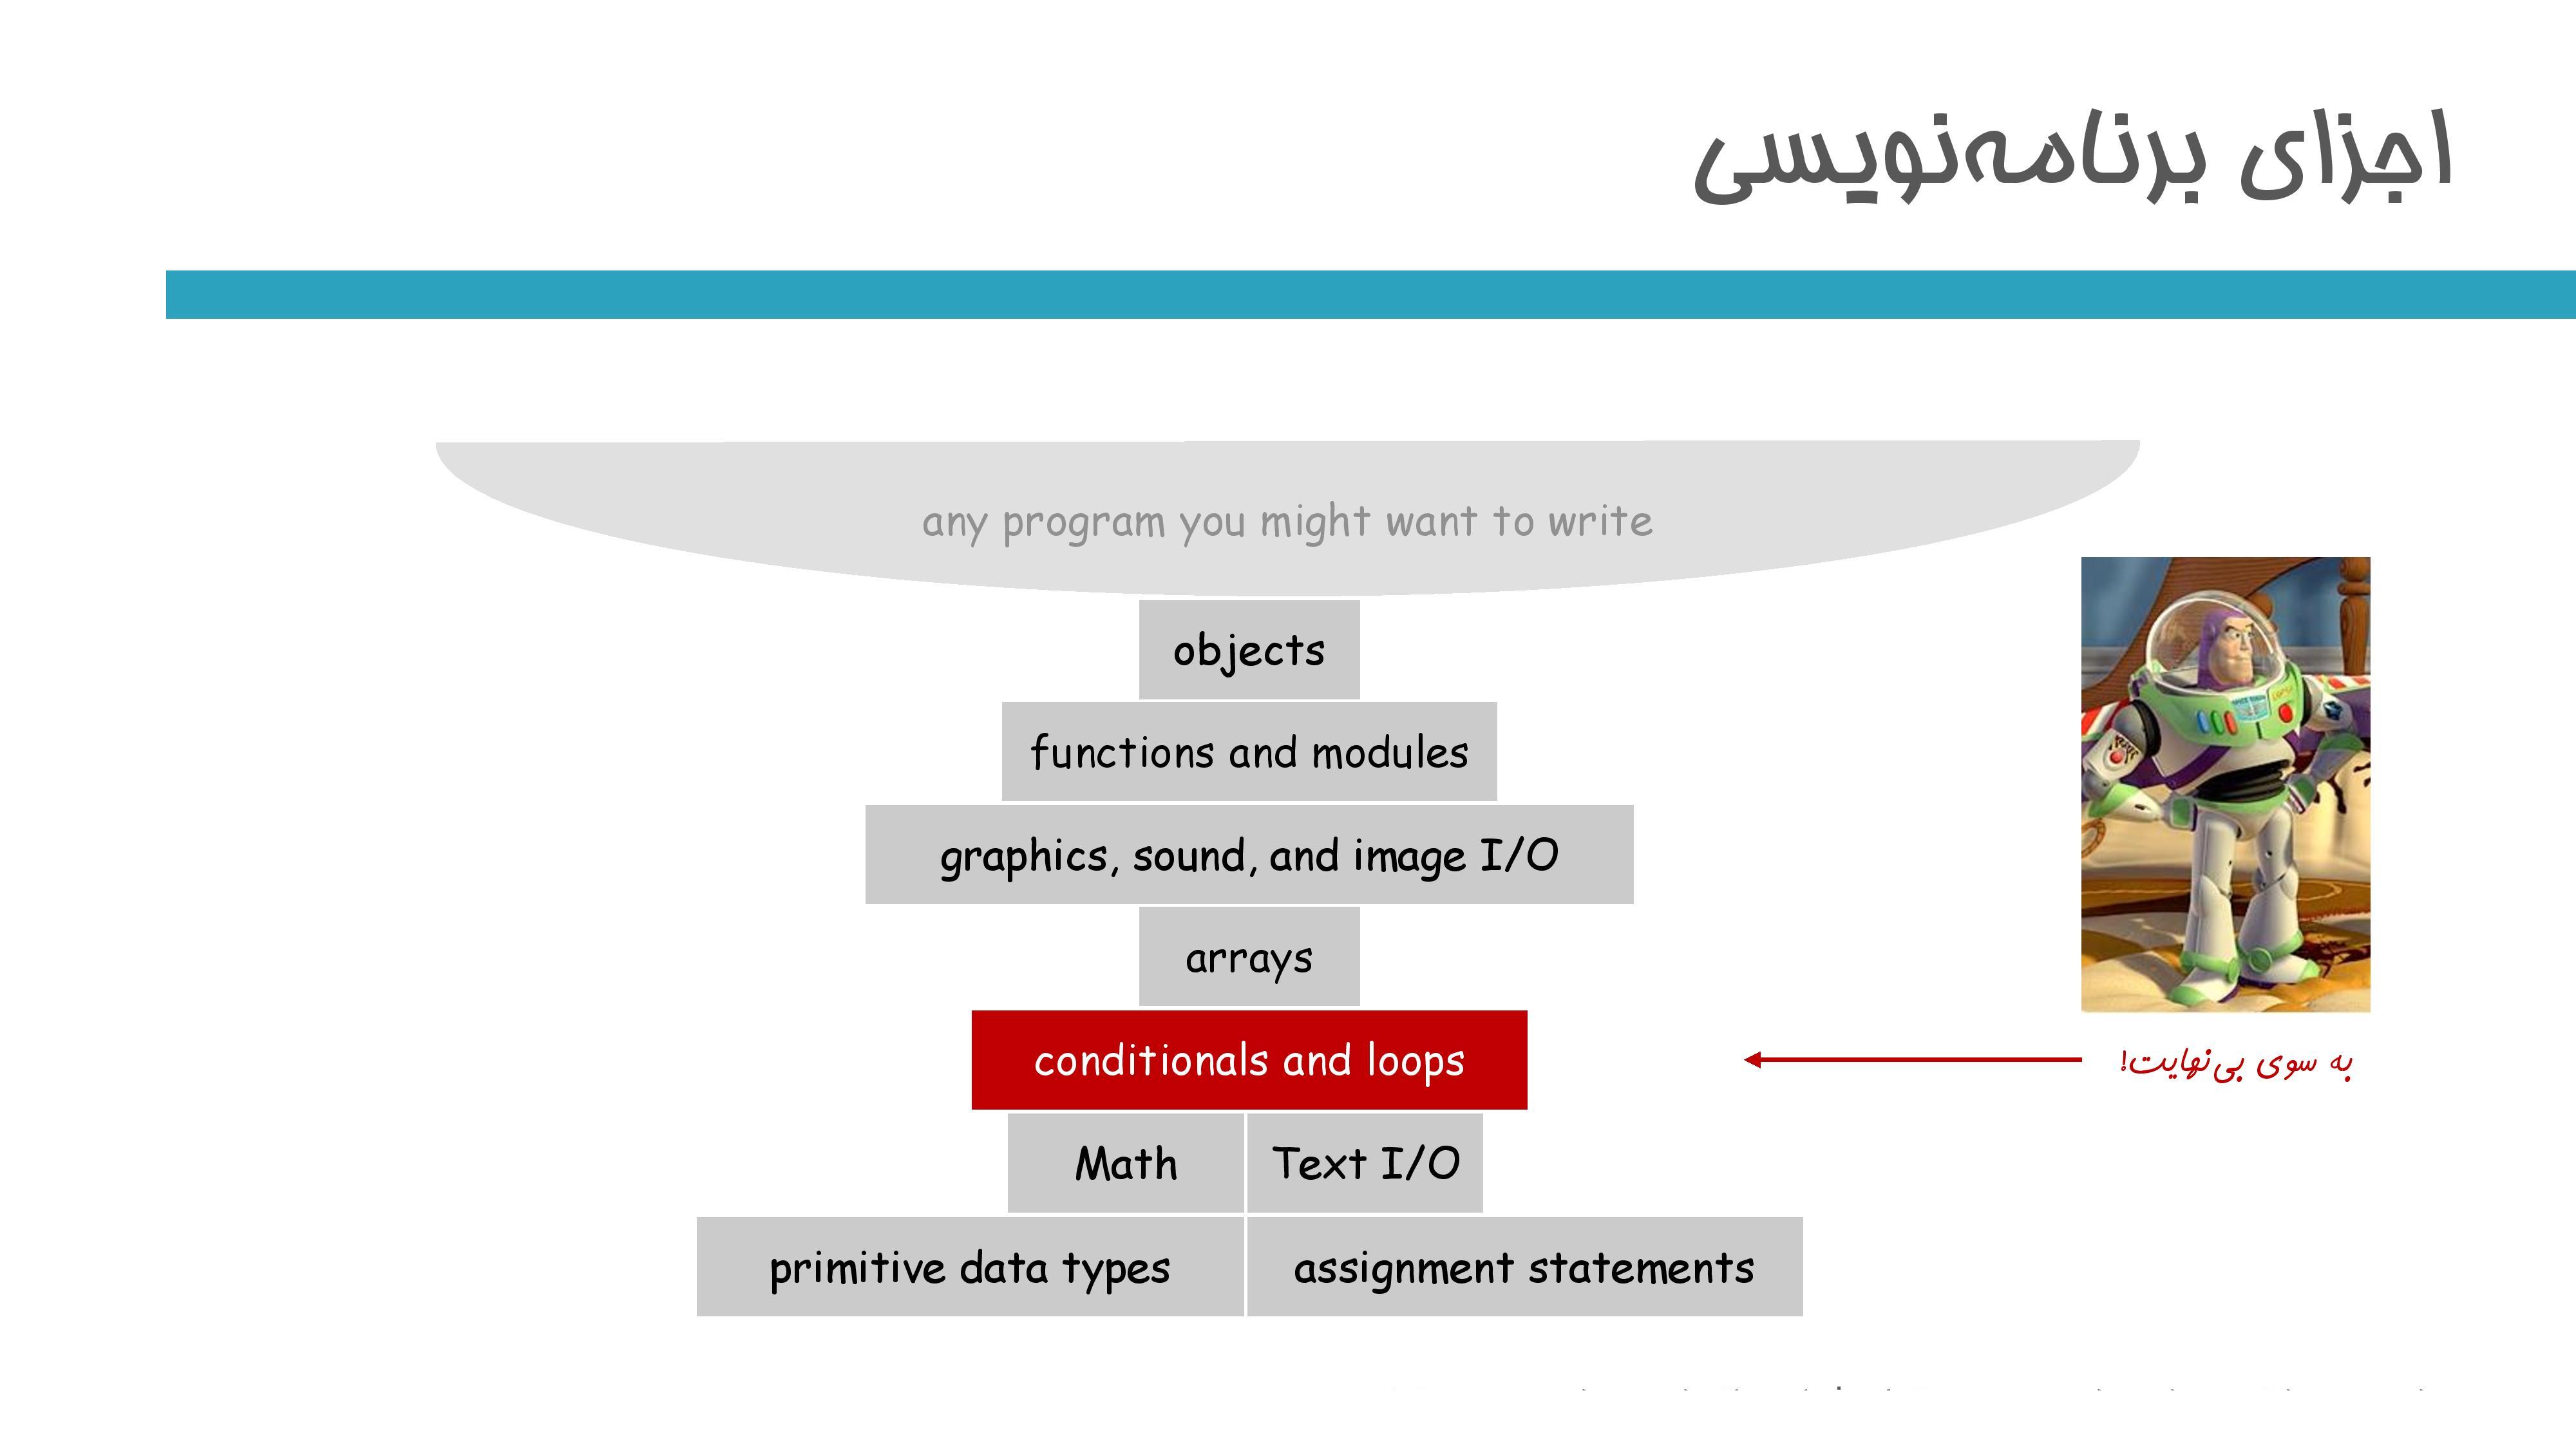 اجزای برنامه‌نویسی
any program you might want to write
objects
functions and modules
graphics, sound, and image I/O
arrays
conditionals and loops
به سوی بی‌نهایت!
Math
Text I/O
primitive data types
assignment statements